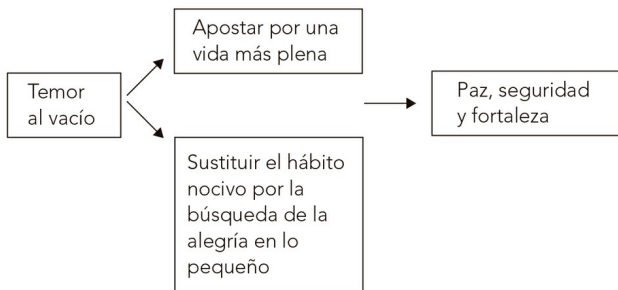 Temor
al vacío
Apostar por una
vida más plena
Sustituir el hábito
nocivo por la
búsqueda de la
alegría en lo
pequeño
Paz, seguridad
y fortaleza